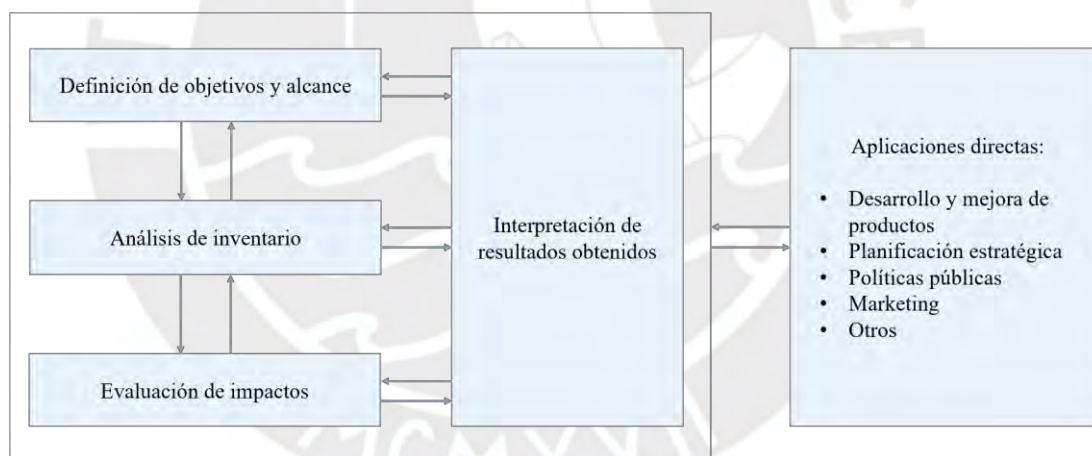 Definición de objetivos y alcance
Análisis de inventario
Evaluación de impactos
Interpretación de
resultados obtenidos
Aplicaciones directas:
• Desarrollo y mejora de
productos
• Planificación estratégica
• Políticas públicas
• Marketing
• Otros